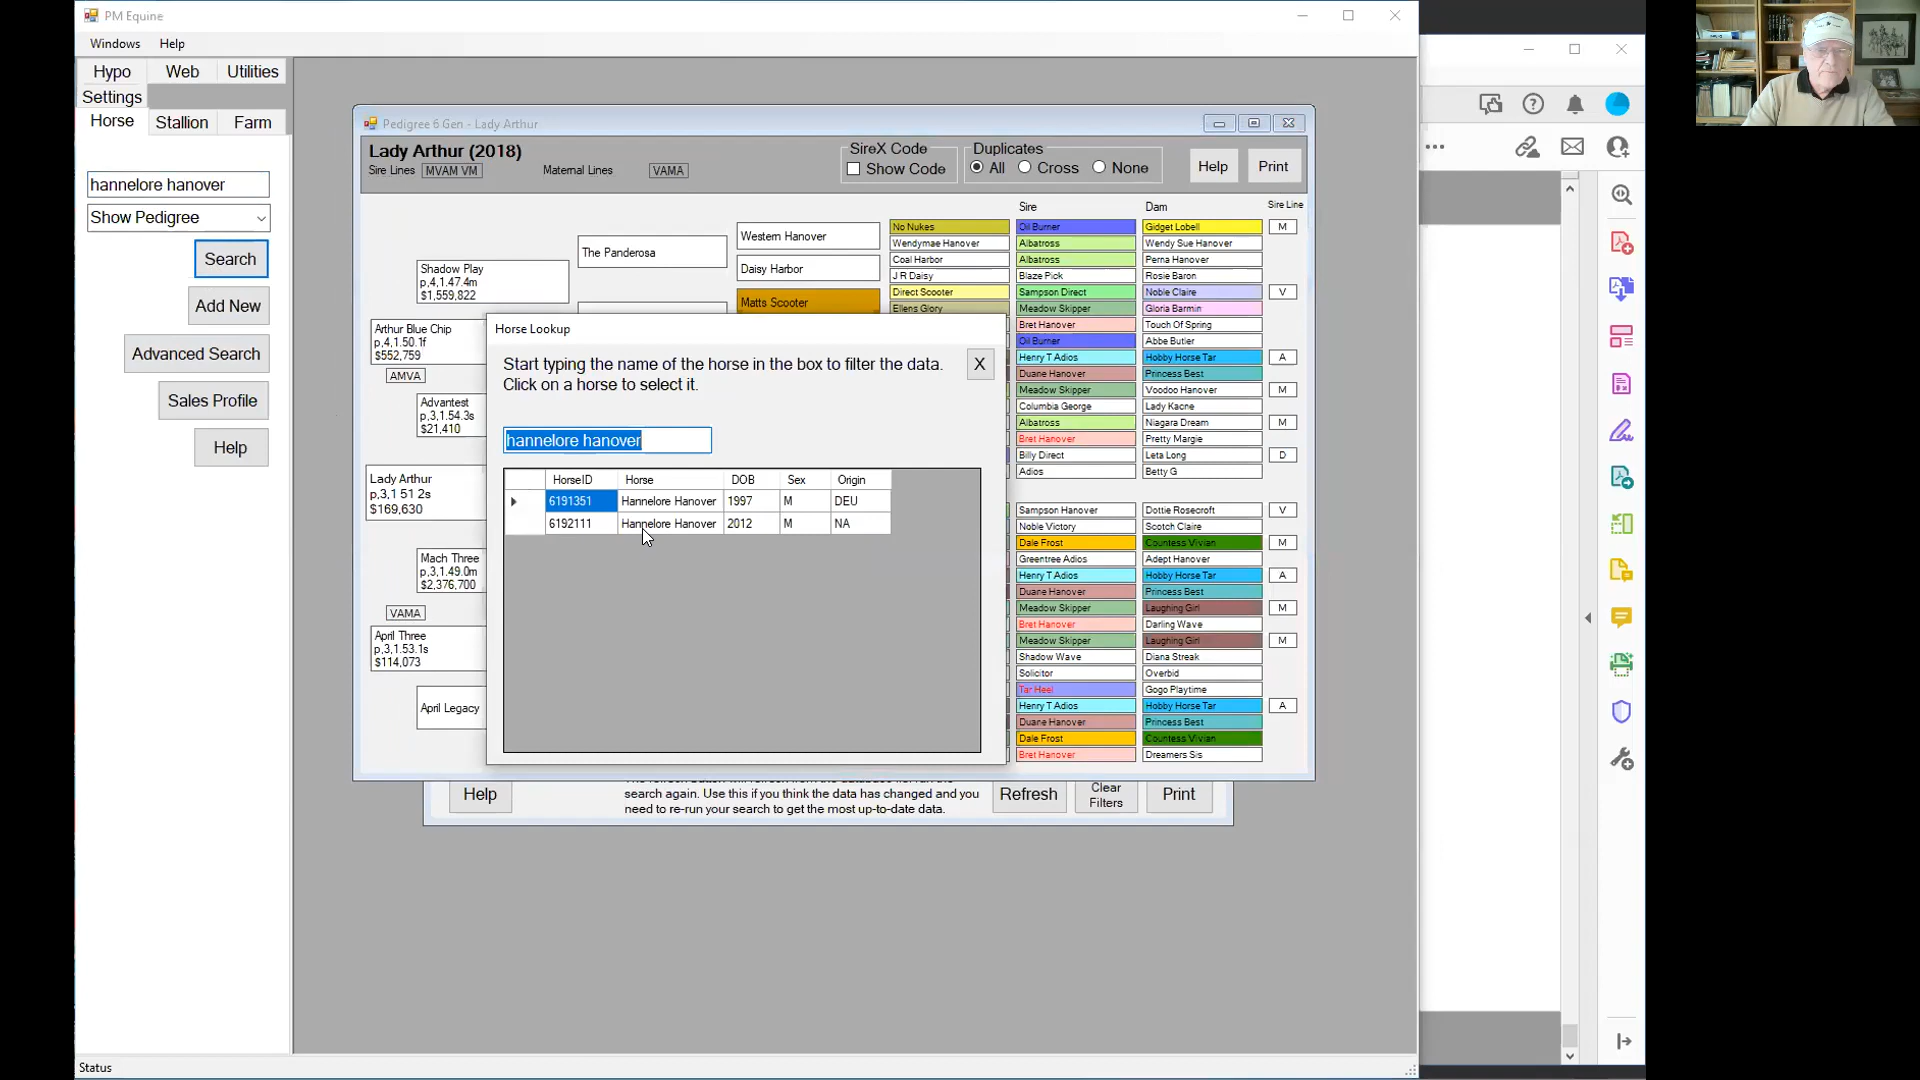 PM Equine
Windows Help
Hypo Web Utilities
Settings
Horse Stallion Farm
hannelore hanover
Show Pedigree
Search
Add New
Advanced Search
Sales Profile
Help
Pedigree 6 Gen - Lady Arthur
Lady Arthur (2018)
Sire Lines MVAM VM Maternal Lines VAMA
SireX Code
Show Code
Duplicates
All Cross None
Help Print
Sire Dam Sire Line
Shadow Play
p,4,1:47.4m
$1,559,822
Arthur Blue Chip
p,4,1:50.1f
$552,759
AMVA
Advantest
p,3,1:54.3s
$21,410
Lady Arthur
p,3,1 51 2s
$169,630
Mach Three
p,3,1:49.0m
$2,376,700
VAMA
April Three
p,3,1:53.1s
$114,073
April Legacy
The Panderosa
Western Hanover
Daisy Harbor
Matts Scooter
No Nukes Oil Burner Gidget Lobell M
Wendymae Hanover Albatross Wendy Sue Hanover
Coal Harbor Albatross Perna Hanover
J R Daisy Blaze Pick Rosie Baron
Direct Scooter Sampson Direct Noble Claire V
Ellens Glory Meadow Skipper Gloria Barmin
Bret Hanover Touch Of Spring
Oil Burner Abbe Butler
Henry T Adios Hobby Horse Tar A
Duane Hanover Princess Best
Meadow Skipper Voodoo Hanover M
Columbia George Lady Kacne
Albatross Niagara Dream M
Bret Hanover Pretty Margie
Billy Direct Leta Long D
Adios Betty G
Sampson Hanover Dottie Rosecroft V
Noble Victory Scotch Claire
Dale Frost Countess Vivian M
Greentree Adios Adept Hanover
Henry T Adios Hobby Horse Tar A
Duane Hanover Princess Best
Meadow Skipper Laughing Girl M
Bret Hanover Darling Wave
Meadow Skipper Laughing Girl M
Shadow Wave Diana Streak
Solicitor Overbid
Tar Heel Gogo Playtime
Henry T Adios Hobby Horse Tar A
Duane Hanover Princess Best
Dale Frost Countess Vivian
Bret Hanover Dreamers Sis
Horse Lookup
Start typing the name of the horse in the box to filter the data.
Click on a horse to select it.
X
hannelore hanover
HorseID Horse DOB Sex Origin
6191351 Hannelore Hanover 1997 M DEU
6192111 Hannelore Hanover 2012 M NA
Help
search again. Use this if you think the data has changed and you
need to re-run your search to get the most up-to-date data.
Refresh
Clear
Filters
Print
Status